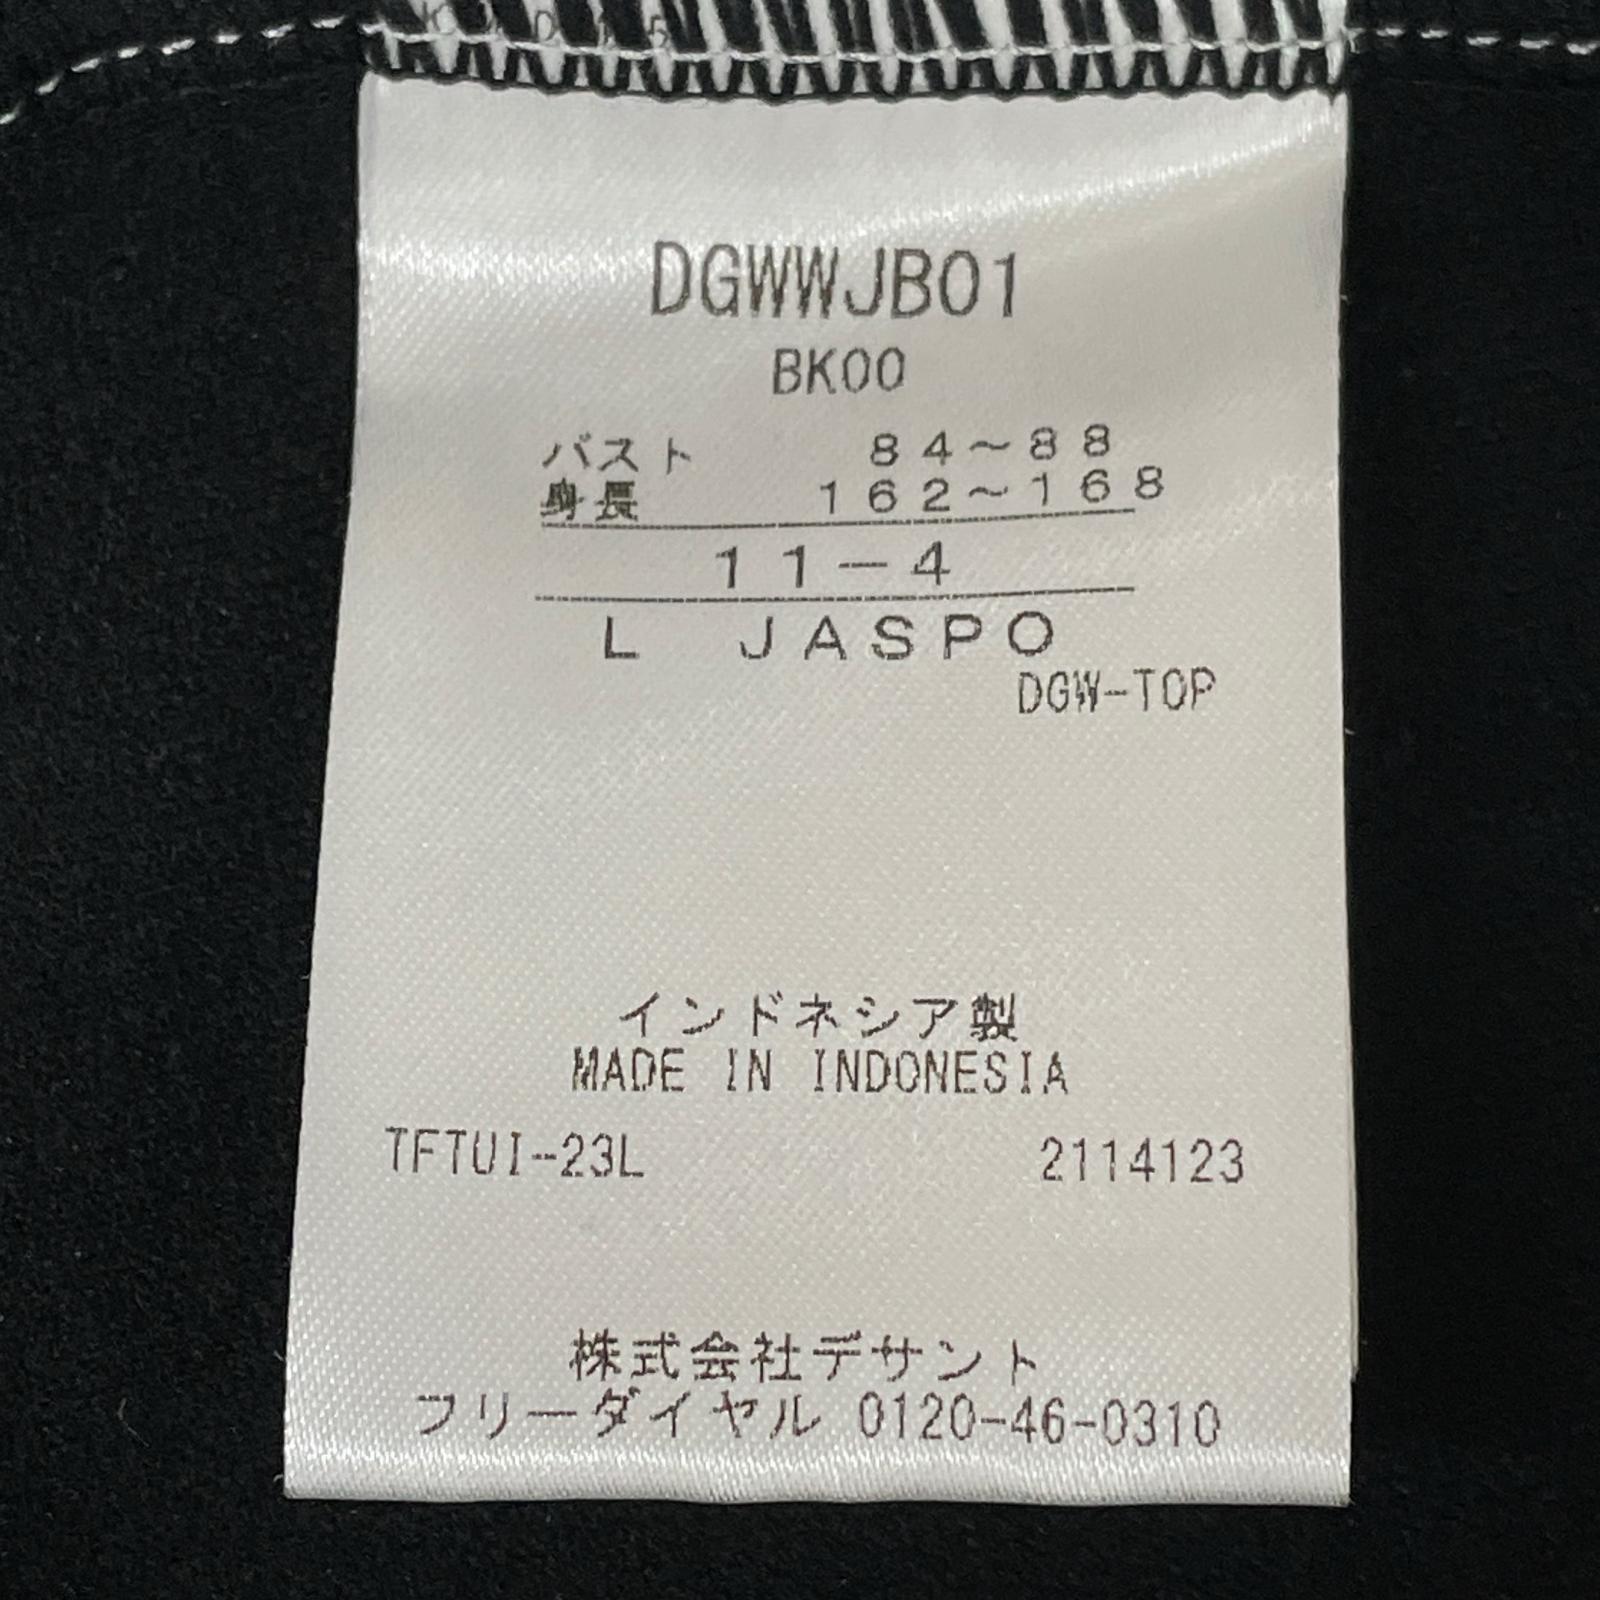 DGWWJB01
BK00
バスト 84~88
身長 162~168
11-4
L JASPO
DGW-TOP
インドネシア製
MADE IN INDONESIA
TFTUI-23L 2114123
株式会社デサント
フリーダイヤル 0120-46-0310